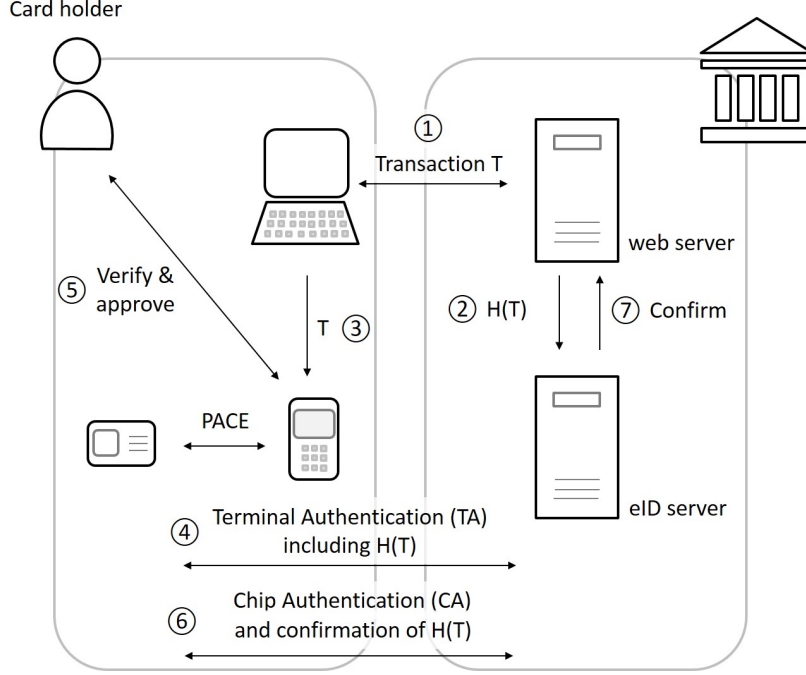 Card holder
①
Transaction T
web server
⑤ Verify &
approve
② H(T)
⑦ Confirm
T ③
PACE
eID server
④ Terminal Authentication (TA)
including H(T)
⑥ Chip Authentication (CA)
and confirmation of H(T)